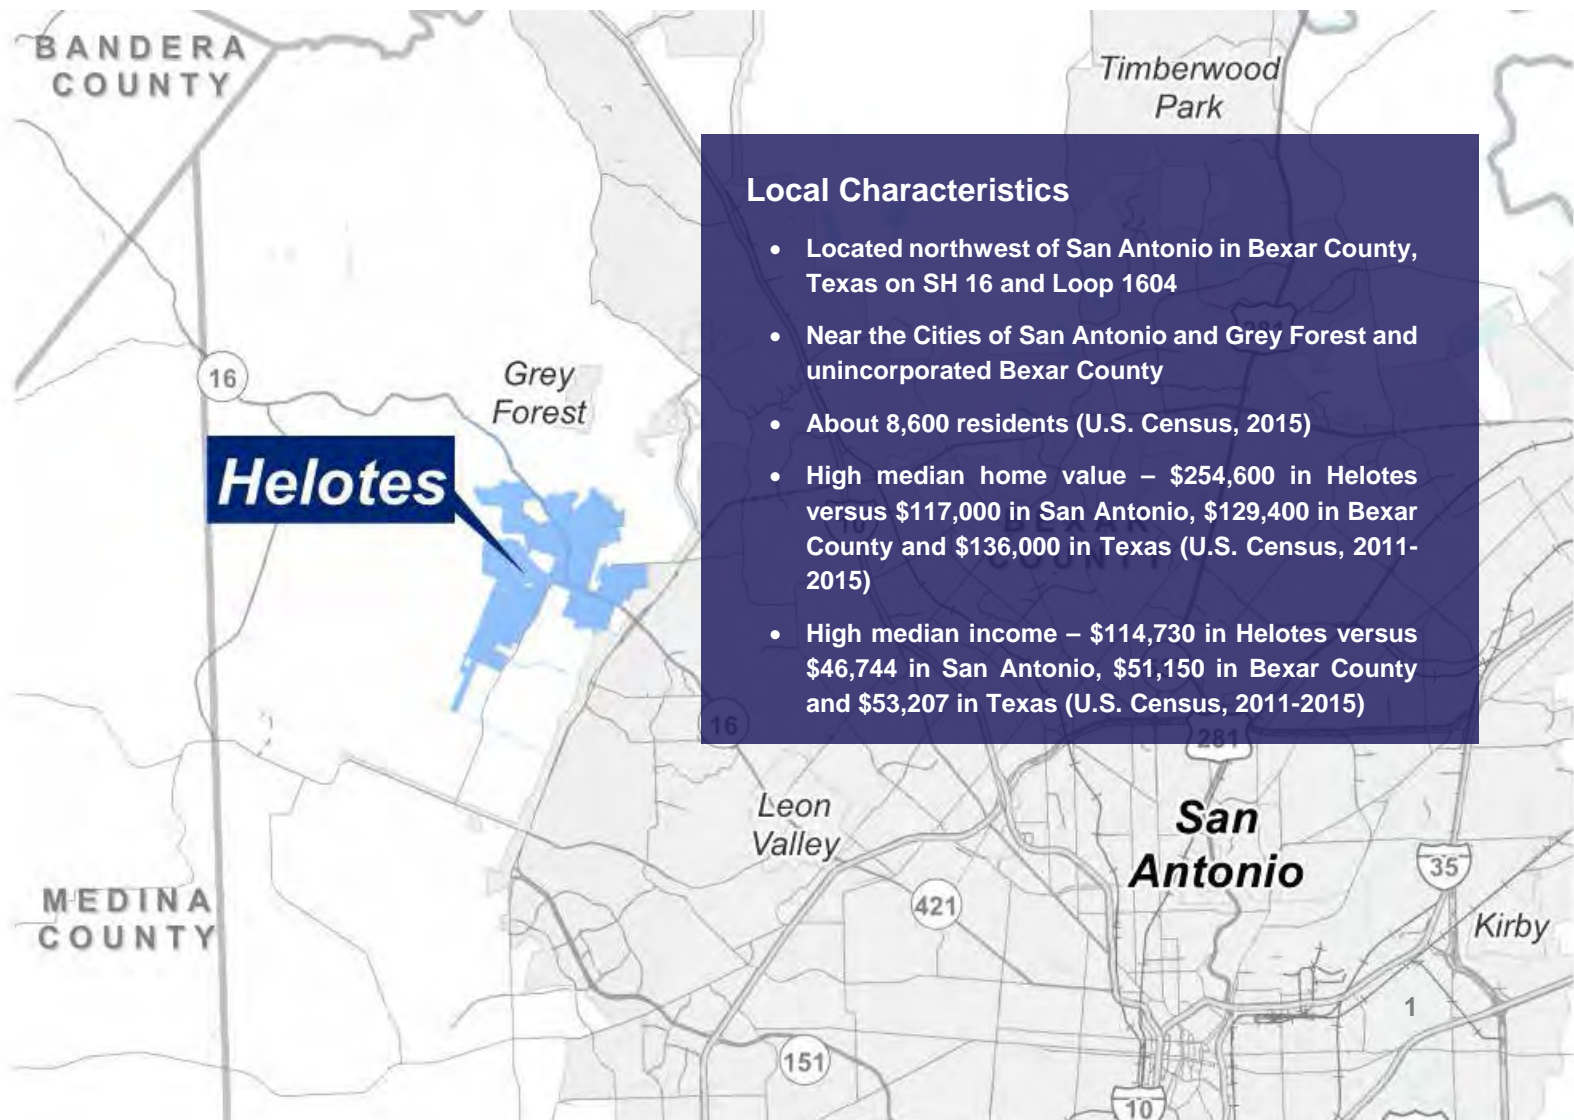 BANDERA
COUNTY
Timberwood
Park
Local Characteristics
• Located northwest of San Antonio in Bexar County,
Texas on SH 16 and Loop 1604
• Near the Cities of San Antonio and Grey Forest and
unincorporated Bexar County
• About 8,600 residents (U.S. Census, 2015)
• High median home value – $254,600 in Helotes
versus $117,000 in San Antonio, $129,400 in Bexar
County and $136,000 in Texas (U.S. Census, 2011-
2015)
• High median income – $114,730 in Helotes versus
$46,744 in San Antonio, $51,150 in Bexar County
and $53,207 in Texas (U.S. Census, 2011-2015)
281
10
BEXAR
COUNTY
16
Grey
Forest
Helotes
16
281
Leon
Valley
San
Antonio
35
421
MEDINA
COUNTY
Kirby
1
151
10